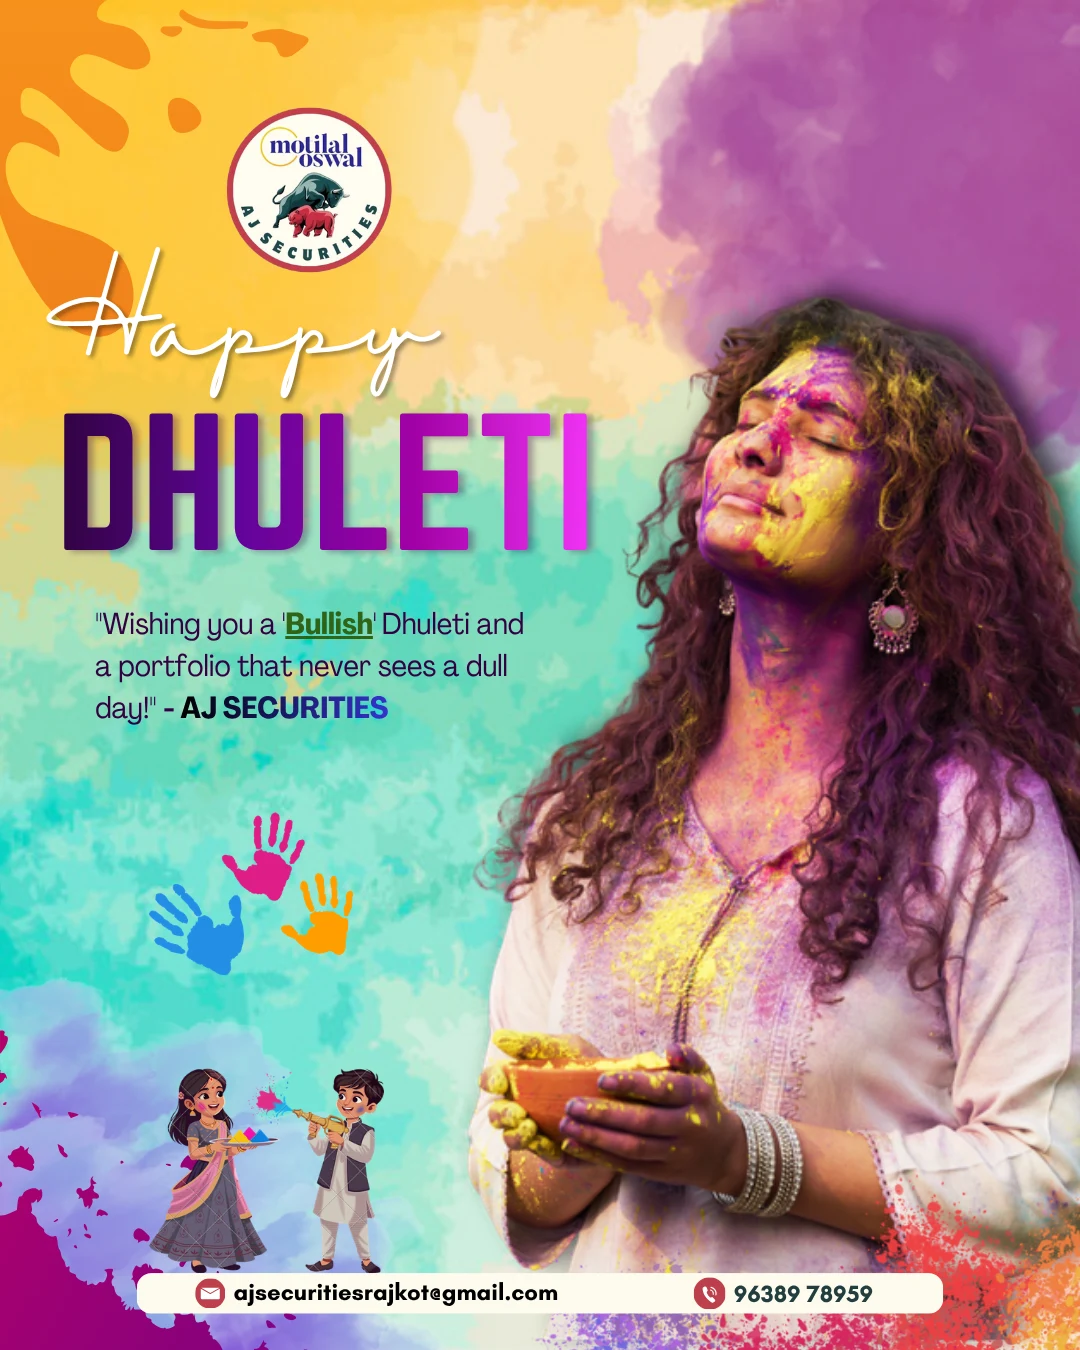 motilal
oswal
AJ SECURITIES
Happy
DHULETI
"Wishing you a 'Bullish' Dhuleti and
a portfolio that never sees a dull
day!" - AJ SECURITIES
ajsecuritiesrajkot@gmail.com
96389 78959